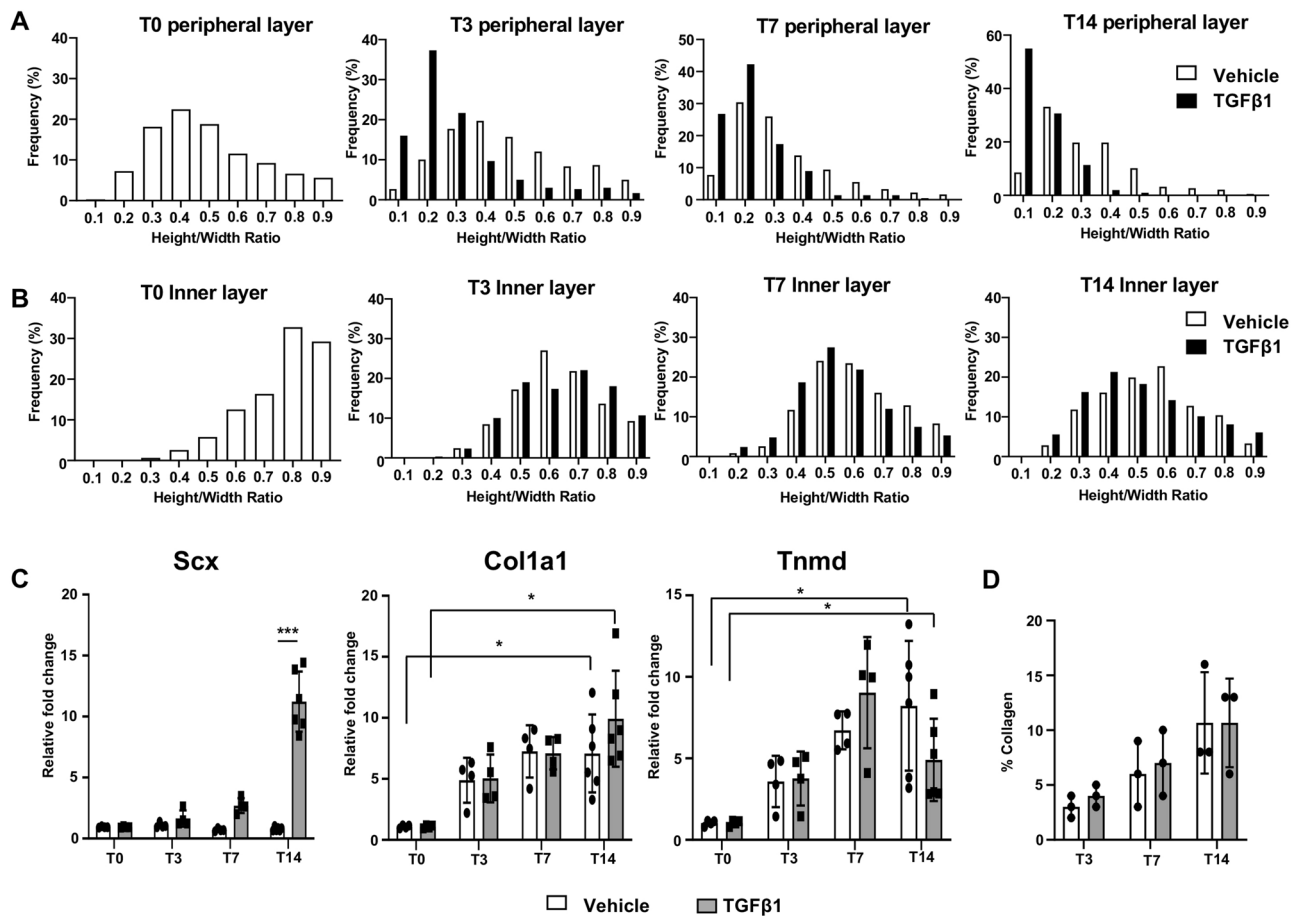 A
T0 peripheral layer
Frequency (%)
40
30
20
10
0
0.1 0.2 0.3 0.4 0.5 0.6 0.7 0.8 0.9
Height/Width Ratio
T3 peripheral layer
Frequency (%)
40
30
20
10
0
0.1 0.2 0.3 0.4 0.5 0.6 0.7 0.8 0.9
Height/Width Ratio
T7 peripheral layer
Frequency (%)
50
40
30
20
10
0
0.1 0.2 0.3 0.4 0.5 0.6 0.7 0.8 0.9
Height/Width Ratio
T14 peripheral layer
Frequency (%)
60
40
20
0
0.1 0.2 0.3 0.4 0.5 0.6 0.7 0.8 0.9
Height/Width Ratio
Vehicle
TGFβ1
B
T0 Inner layer
Frequency (%)
40
30
20
10
0
0.1 0.2 0.3 0.4 0.5 0.6 0.7 0.8 0.9
Height/Width Ratio
T3 Inner layer
Frequency (%)
40
30
20
10
0
0.1 0.2 0.3 0.4 0.5 0.6 0.7 0.8 0.9
Height/Width Ratio
T7 Inner layer
Frequency (%)
40
30
20
10
0
0.1 0.2 0.3 0.4 0.5 0.6 0.7 0.8 0.9
Height/Width Ratio
T14 Inner layer
Frequency (%)
40
30
20
10
0
0.1 0.2 0.3 0.4 0.5 0.6 0.7 0.8 0.9
Height/Width Ratio
Vehicle
TGFβ1
C
Scx
Relative fold change
20
15
10
5
0
***
T0 T3 T7 T14
Col1a1
Relative fold change
20
15
10
5
0
*
*
T0 T3 T7 T14
Tnmd
Relative fold change
15
10
5
0
*
*
T0 T3 T7 T14
D
% Collagen
20
15
10
5
0
T3 T7 T14
Vehicle TGFβ1